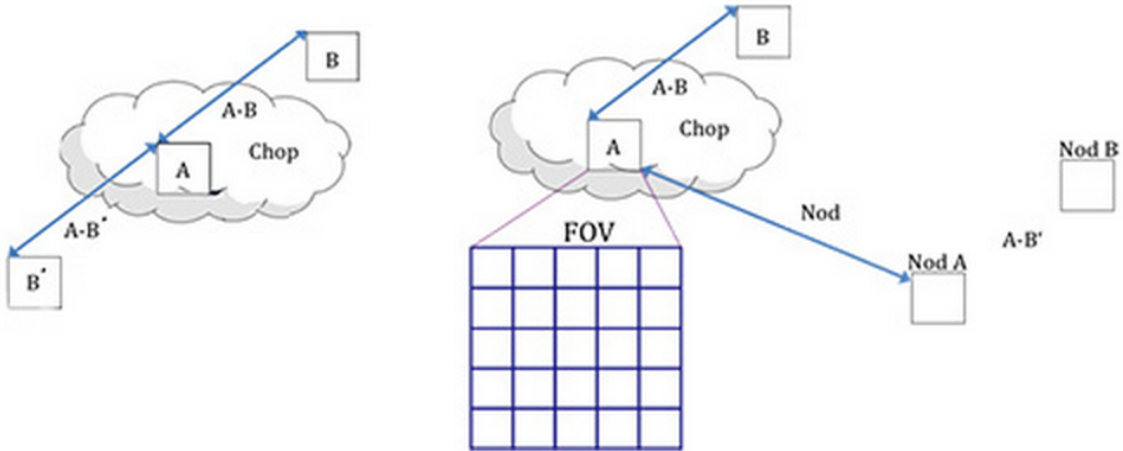 B
A-B
Chop
A
A-B´
B´
B
A-B
Chop
A
Nod B
Nod
A-B'
FOV
Nod A